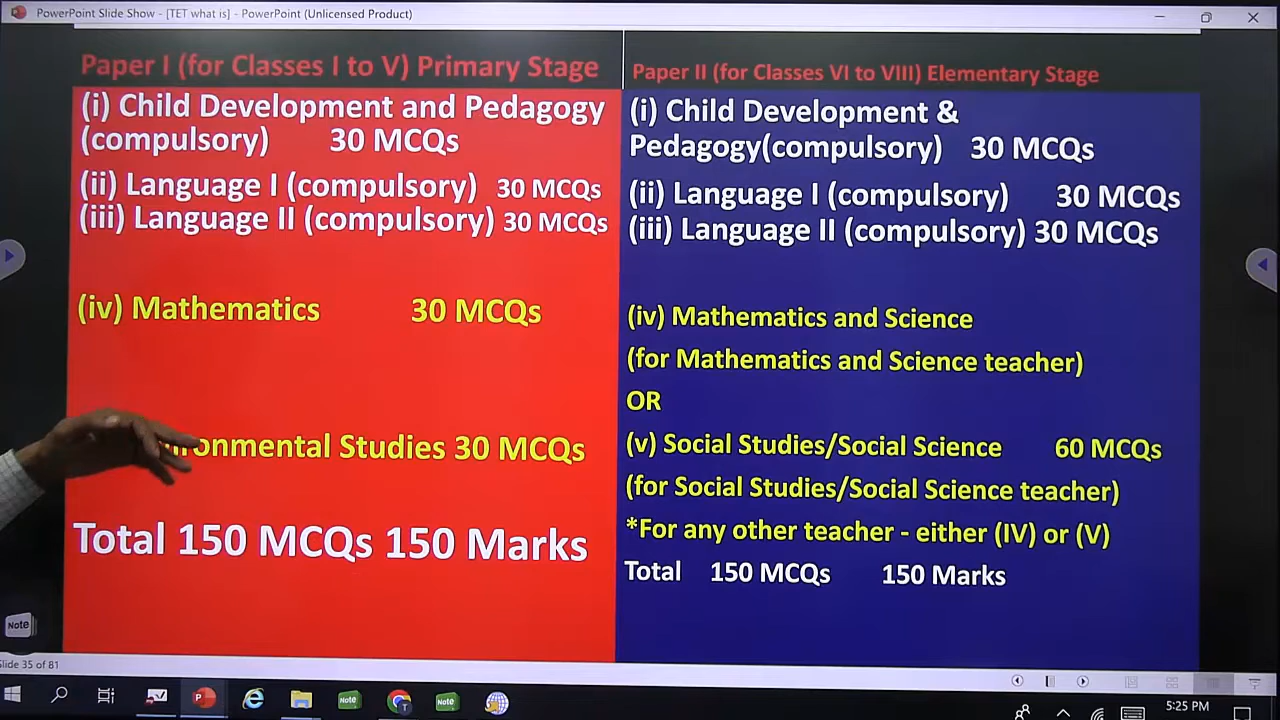 PowerPoint Slide Show - [TET what is] - PowerPoint (Unlicensed Product)
Paper I (for Classes I to V) Primary Stage
(i) Child Development and Pedagogy
(compulsory) 30 MCQs
(ii) Language I (compulsory) 30 MCQs
(iii) Language II (compulsory) 30 MCQs
(iv) Mathematics 30 MCQs
Studies 30 MCQs
Total 150 MCQs 150 Marks
Paper II (for Classes VI to VIII) Elementary Stage
(i) Child Development &
Pedagogy(compulsory) 30 MCQs
(ii) Language I (compulsory) 30 MCQs
(iii) Language II (compulsory) 30 MCQs
(iv) Mathematics and Science
(for Mathematics and Science teacher)
OR
(v) Social Studies/Social Science 60 MCQs
(for Social Studies/Social Science teacher)
*For any other teacher - either (IV) or (V)
Total 150 MCQs 150 Marks
Note
Slide 35 of 81
Note
Note
5:25 PM